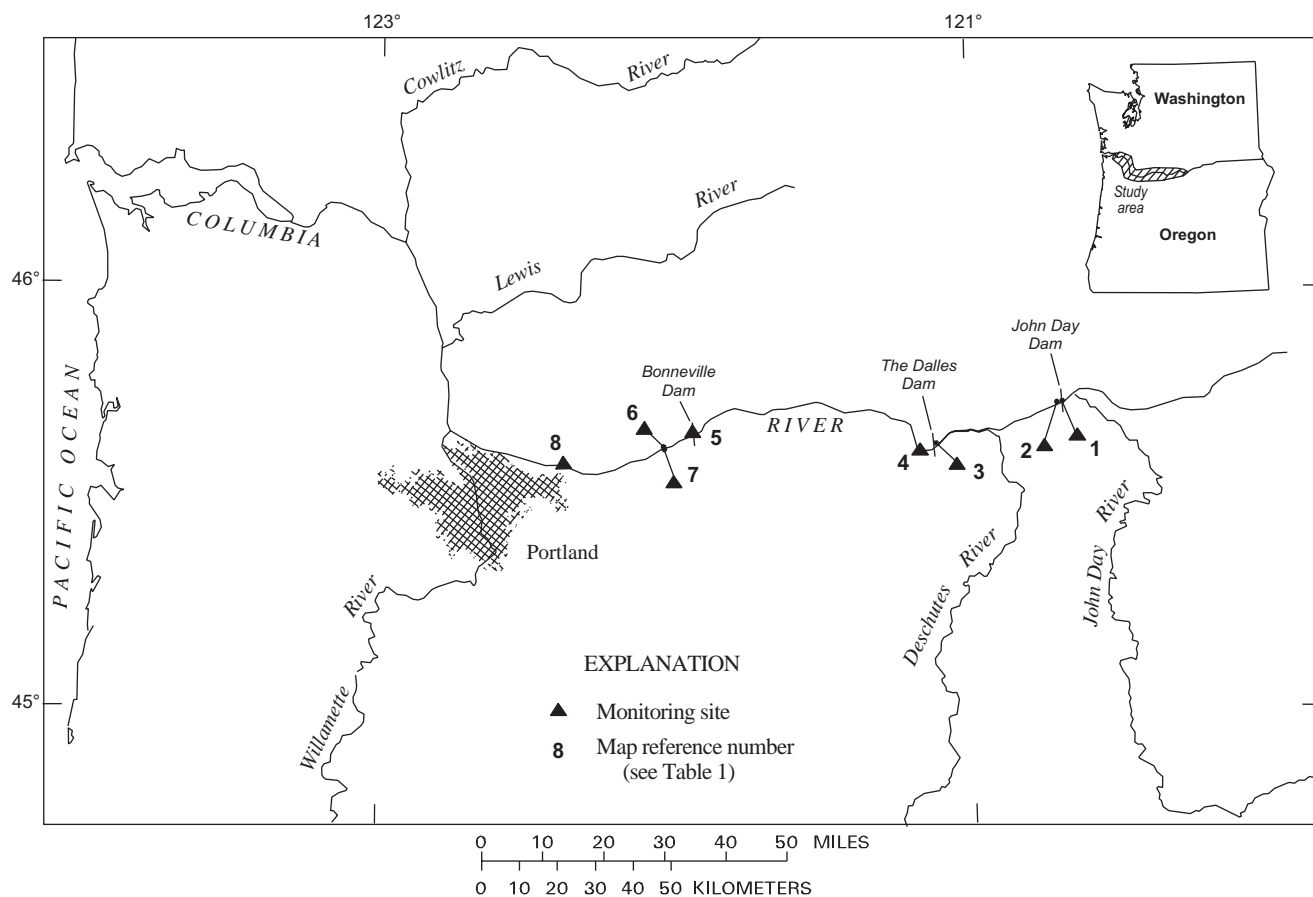 123°
121°
Cowlitz
River
Washington
Study
area
Oregon
COLUMBIA
River
Lewis
46°
PACIFIC OCEAN
John Day
Dam
The Dalles
Dam
Bonneville
Dam
RIVER
6
5
8
7
4
3
2
1
Portland
River
Willamette
River
Deschutes
River
John Day
45°
EXPLANATION
Monitoring site
8 Map reference number
(see Table 1)
123°
121°
0 10 20 30 40 50 MILES
0 10 20 30 40 50 KILOMETERS